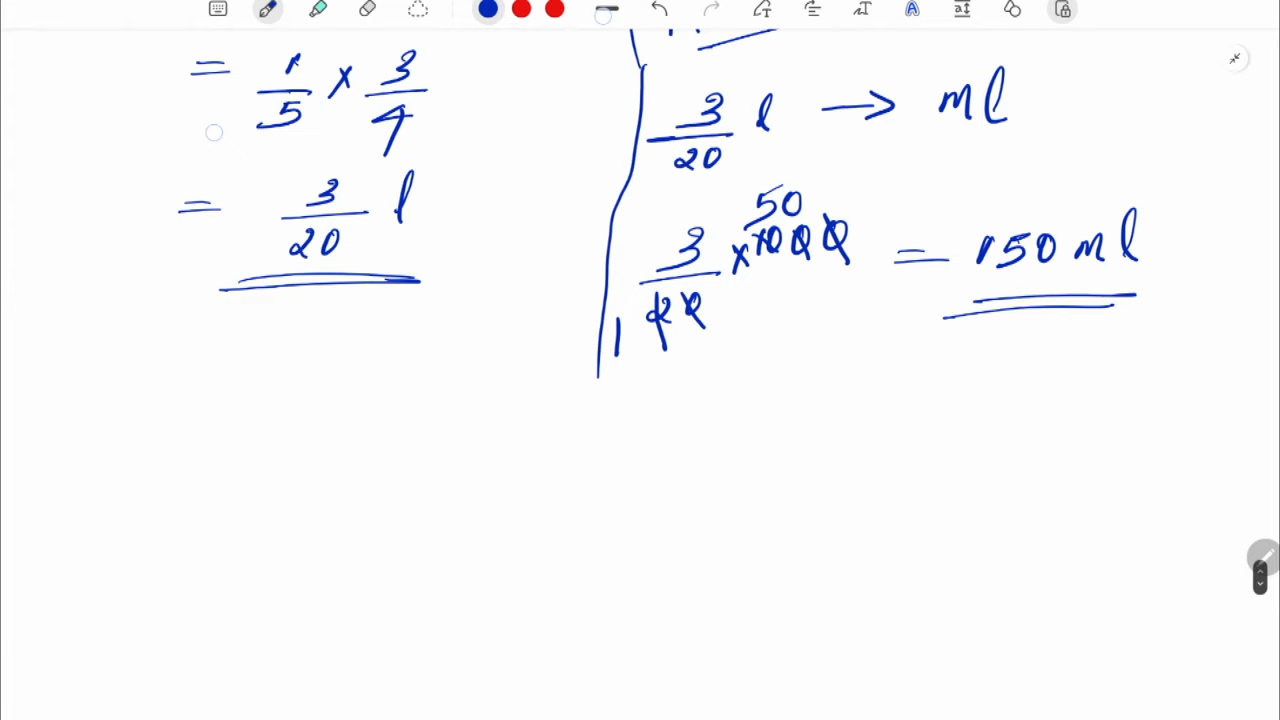 = 1/5 × 3/4
= 3/20 l
3/20 l → ml
50
3/20 × 1000 = 150 ml
1